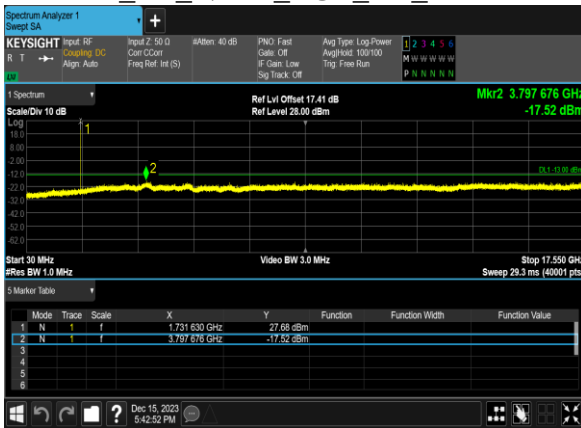 Spectrum Analyzer 1
Swept SA
KEYSIGHT Input: RF Input Z: 50 Ω #Atten: 40 dB PNO: Fast Avg Type: Log-Power 1 2 3 4 5 6
R T Coupling: DC Corr CCorr Gate: Off Avg|Hold: 100/100 M W W W W W
Align: Auto Freq Ref: Int (S) IF Gain: Low Trig: Free Run
LV Sig Track: Off P N N N N N
1 Spectrum Ref Lvl Offset 17.41 dB Mkr2 3.797 676 GHz
Scale/Div 10 dB Ref Level 28.00 dBm -17.52 dBm
Log
18.0
8.00
-2.00
-12.0
-22.0
-32.0
-42.0
-52.0
-62.0
1
2
DL1 -13.00 dBm
Start 30 MHz Video BW 3.0 MHz Stop 17.550 GHz
#Res BW 1.0 MHz Sweep 29.3 ms (40001 pts
5 Marker Table
Mode Trace Scale X Y Function Function Width Function Value
1 N 1 f 1.731 630 GHz 27.68 dBm
2 N 1 f 3.797 676 GHz -17.52 dBm
3
4
5
6
? Dec 15, 2023
5:42:52 PM